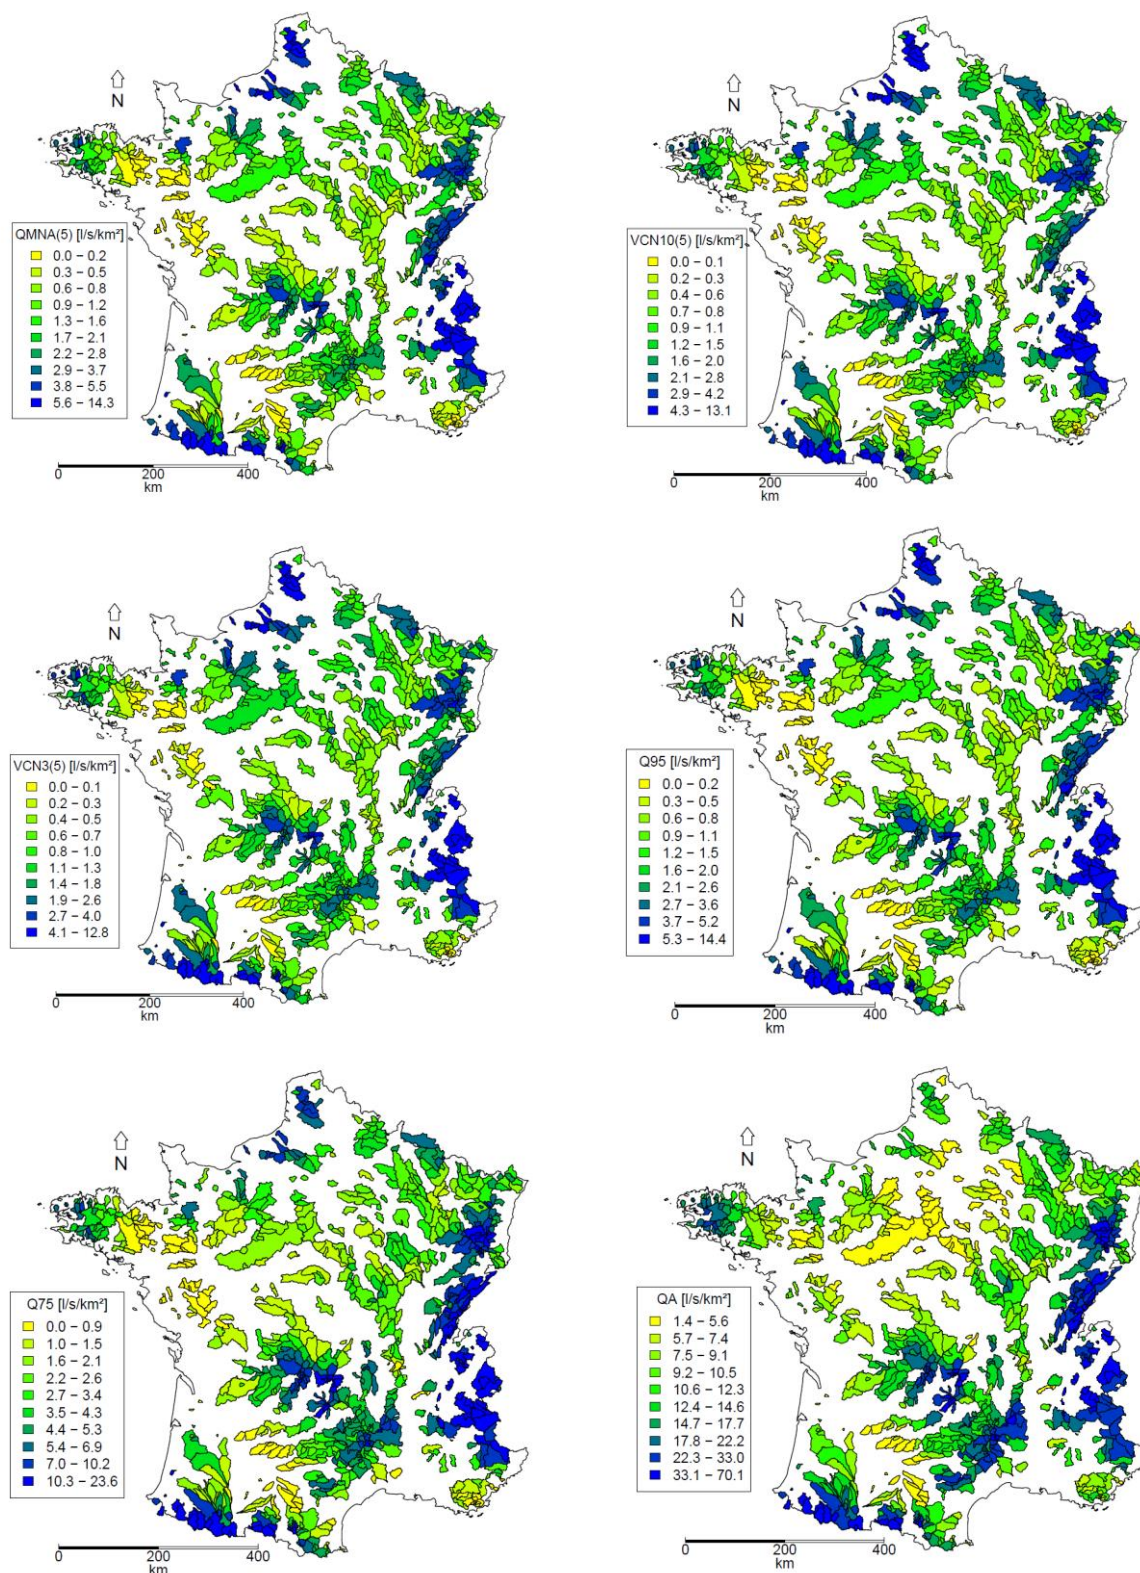 N
QMNA(5) [l/s/km²]
0.0 – 0.2
0.3 – 0.5
0.6 – 0.8
0.9 – 1.2
1.3 – 1.6
1.7 – 2.1
2.2 – 2.8
2.9 – 3.7
3.8 – 5.5
5.6 – 14.3
0 200 400
km
N
VCN10(5) [l/s/km²]
0.0 – 0.1
0.2 – 0.3
0.4 – 0.6
0.7 – 0.8
0.9 – 1.1
1.2 – 1.5
1.6 – 2.0
2.1 – 2.8
2.9 – 4.2
4.3 – 13.1
0 200 400
km
N
VCN3(5) [l/s/km²]
0.0 – 0.1
0.2 – 0.3
0.4 – 0.5
0.6 – 0.7
0.8 – 1.0
1.1 – 1.3
1.4 – 1.8
1.9 – 2.6
2.7 – 4.0
4.1 – 12.8
0 200 400
km
N
Q95 [l/s/km²]
0.0 – 0.2
0.3 – 0.5
0.6 – 0.8
0.9 – 1.1
1.2 – 1.5
1.6 – 2.0
2.1 – 2.6
2.7 – 3.6
3.7 – 5.2
5.3 – 14.4
0 200 400
km
N
Q75 [l/s/km²]
0.0 – 0.9
1.0 – 1.5
1.6 – 2.1
2.2 – 2.6
2.7 – 3.4
3.5 – 4.3
4.4 – 5.3
5.4 – 6.9
7.0 – 10.2
10.3 – 23.6
0 200 400
km
N
QA [l/s/km²]
1.4 – 5.6
5.7 – 7.4
7.5 – 9.1
9.2 – 10.5
10.6 – 12.3
12.4 – 14.6
14.7 – 17.7
17.8 – 22.2
22.3 – 33.0
33.1 – 70.1
0 200 400
km